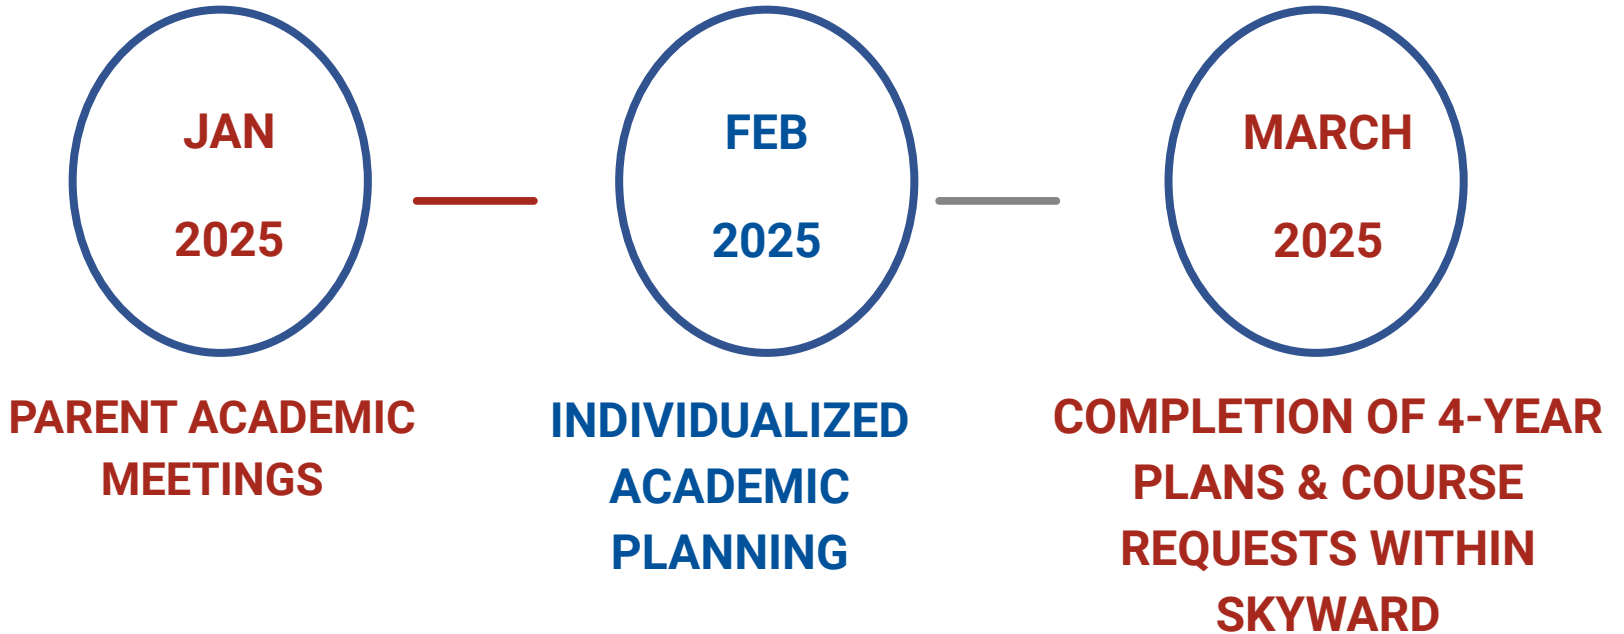 JAN
2025
PARENT ACADEMIC
MEETINGS
FEB
2025
INDIVIDUALIZED
ACADEMIC
PLANNING
MARCH
2025
COMPLETION OF 4-YEAR
PLANS & COURSE
REQUESTS WITHIN
SKYWARD